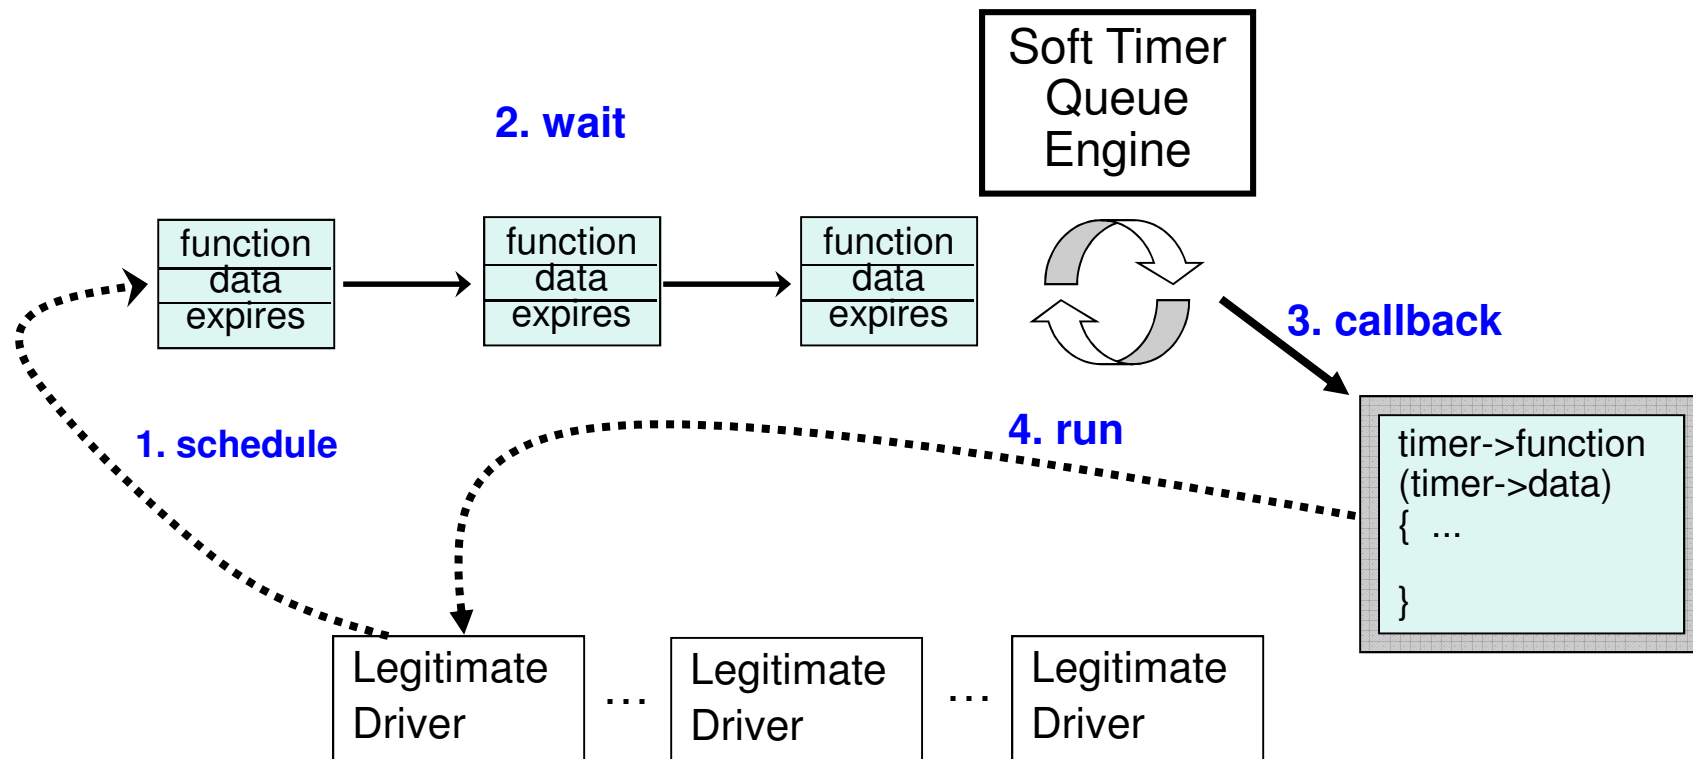 Soft Timer
Queue
Engine
2. wait
function
data
expires
function
data
expires
function
data
expires
3. callback
1. schedule
4. run
timer->function
(timer->data)
{ ...
}
Legitimate
Driver
...
Legitimate
Driver
...
Legitimate
Driver